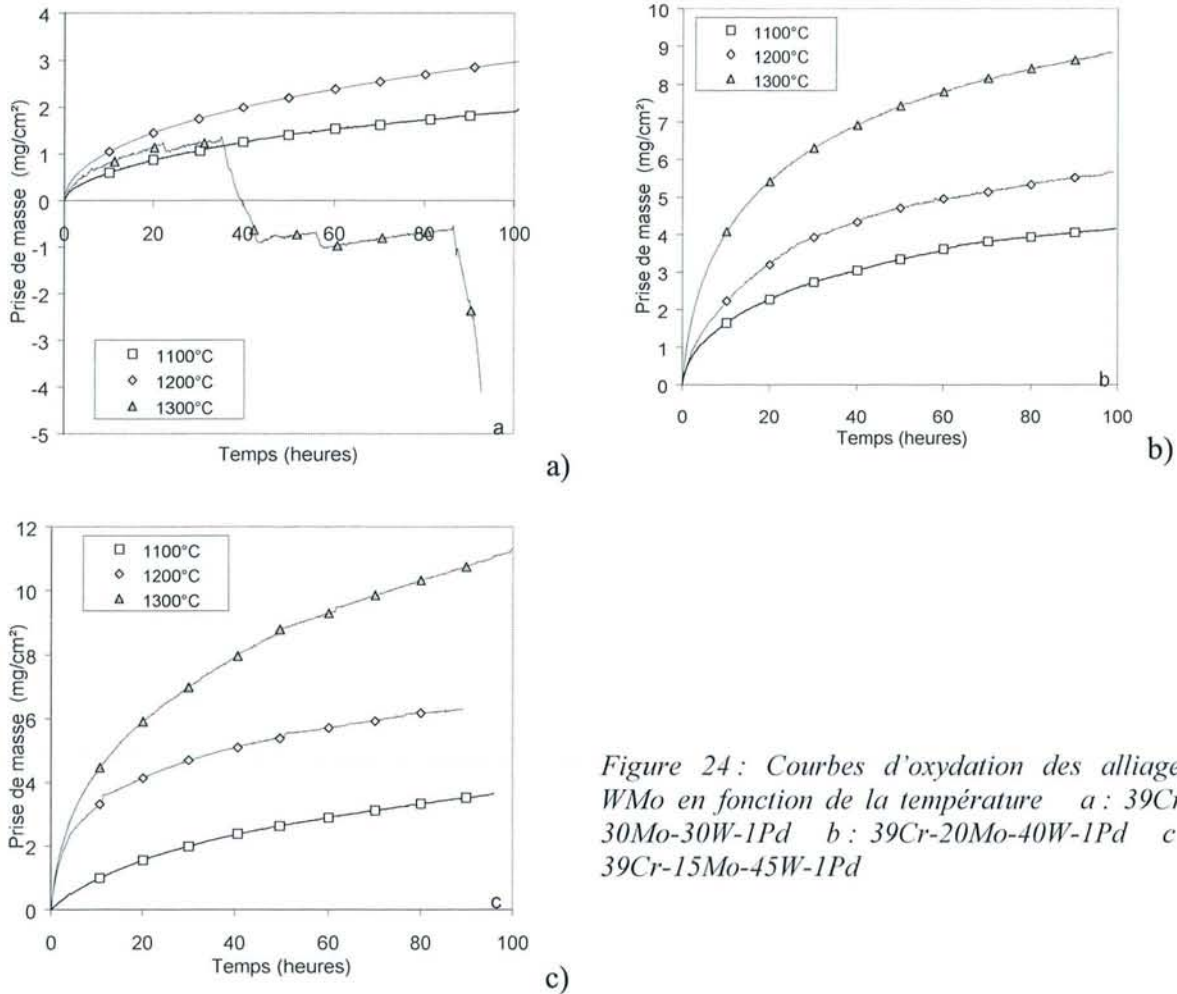 4
3
2
1
0
-1
-2
-3
-4
-5
0
20
40
60
80
100
Prise de masse (mg/cm²)
Temps (heures)
1100°C
1200°C
1300°C
a
a)
10
9
8
7
6
5
4
3
2
1
0
0
20
40
60
80
100
Prise de masse (mg/cm²)
Temps (heures)
1100°C
1200°C
1300°C
b
b)
12
10
8
6
4
2
0
0
20
40
60
80
100
Prise de masse (mg/cm²)
Temps (heures)
1100°C
1200°C
1300°C
c
c)
Figure 24 : Courbes d'oxydation des alliage
WMo en fonction de la température a : 39Cr
30Mo-30W-1Pd b : 39Cr-20Mo-40W-1Pd c
39Cr-15Mo-45W-1Pd